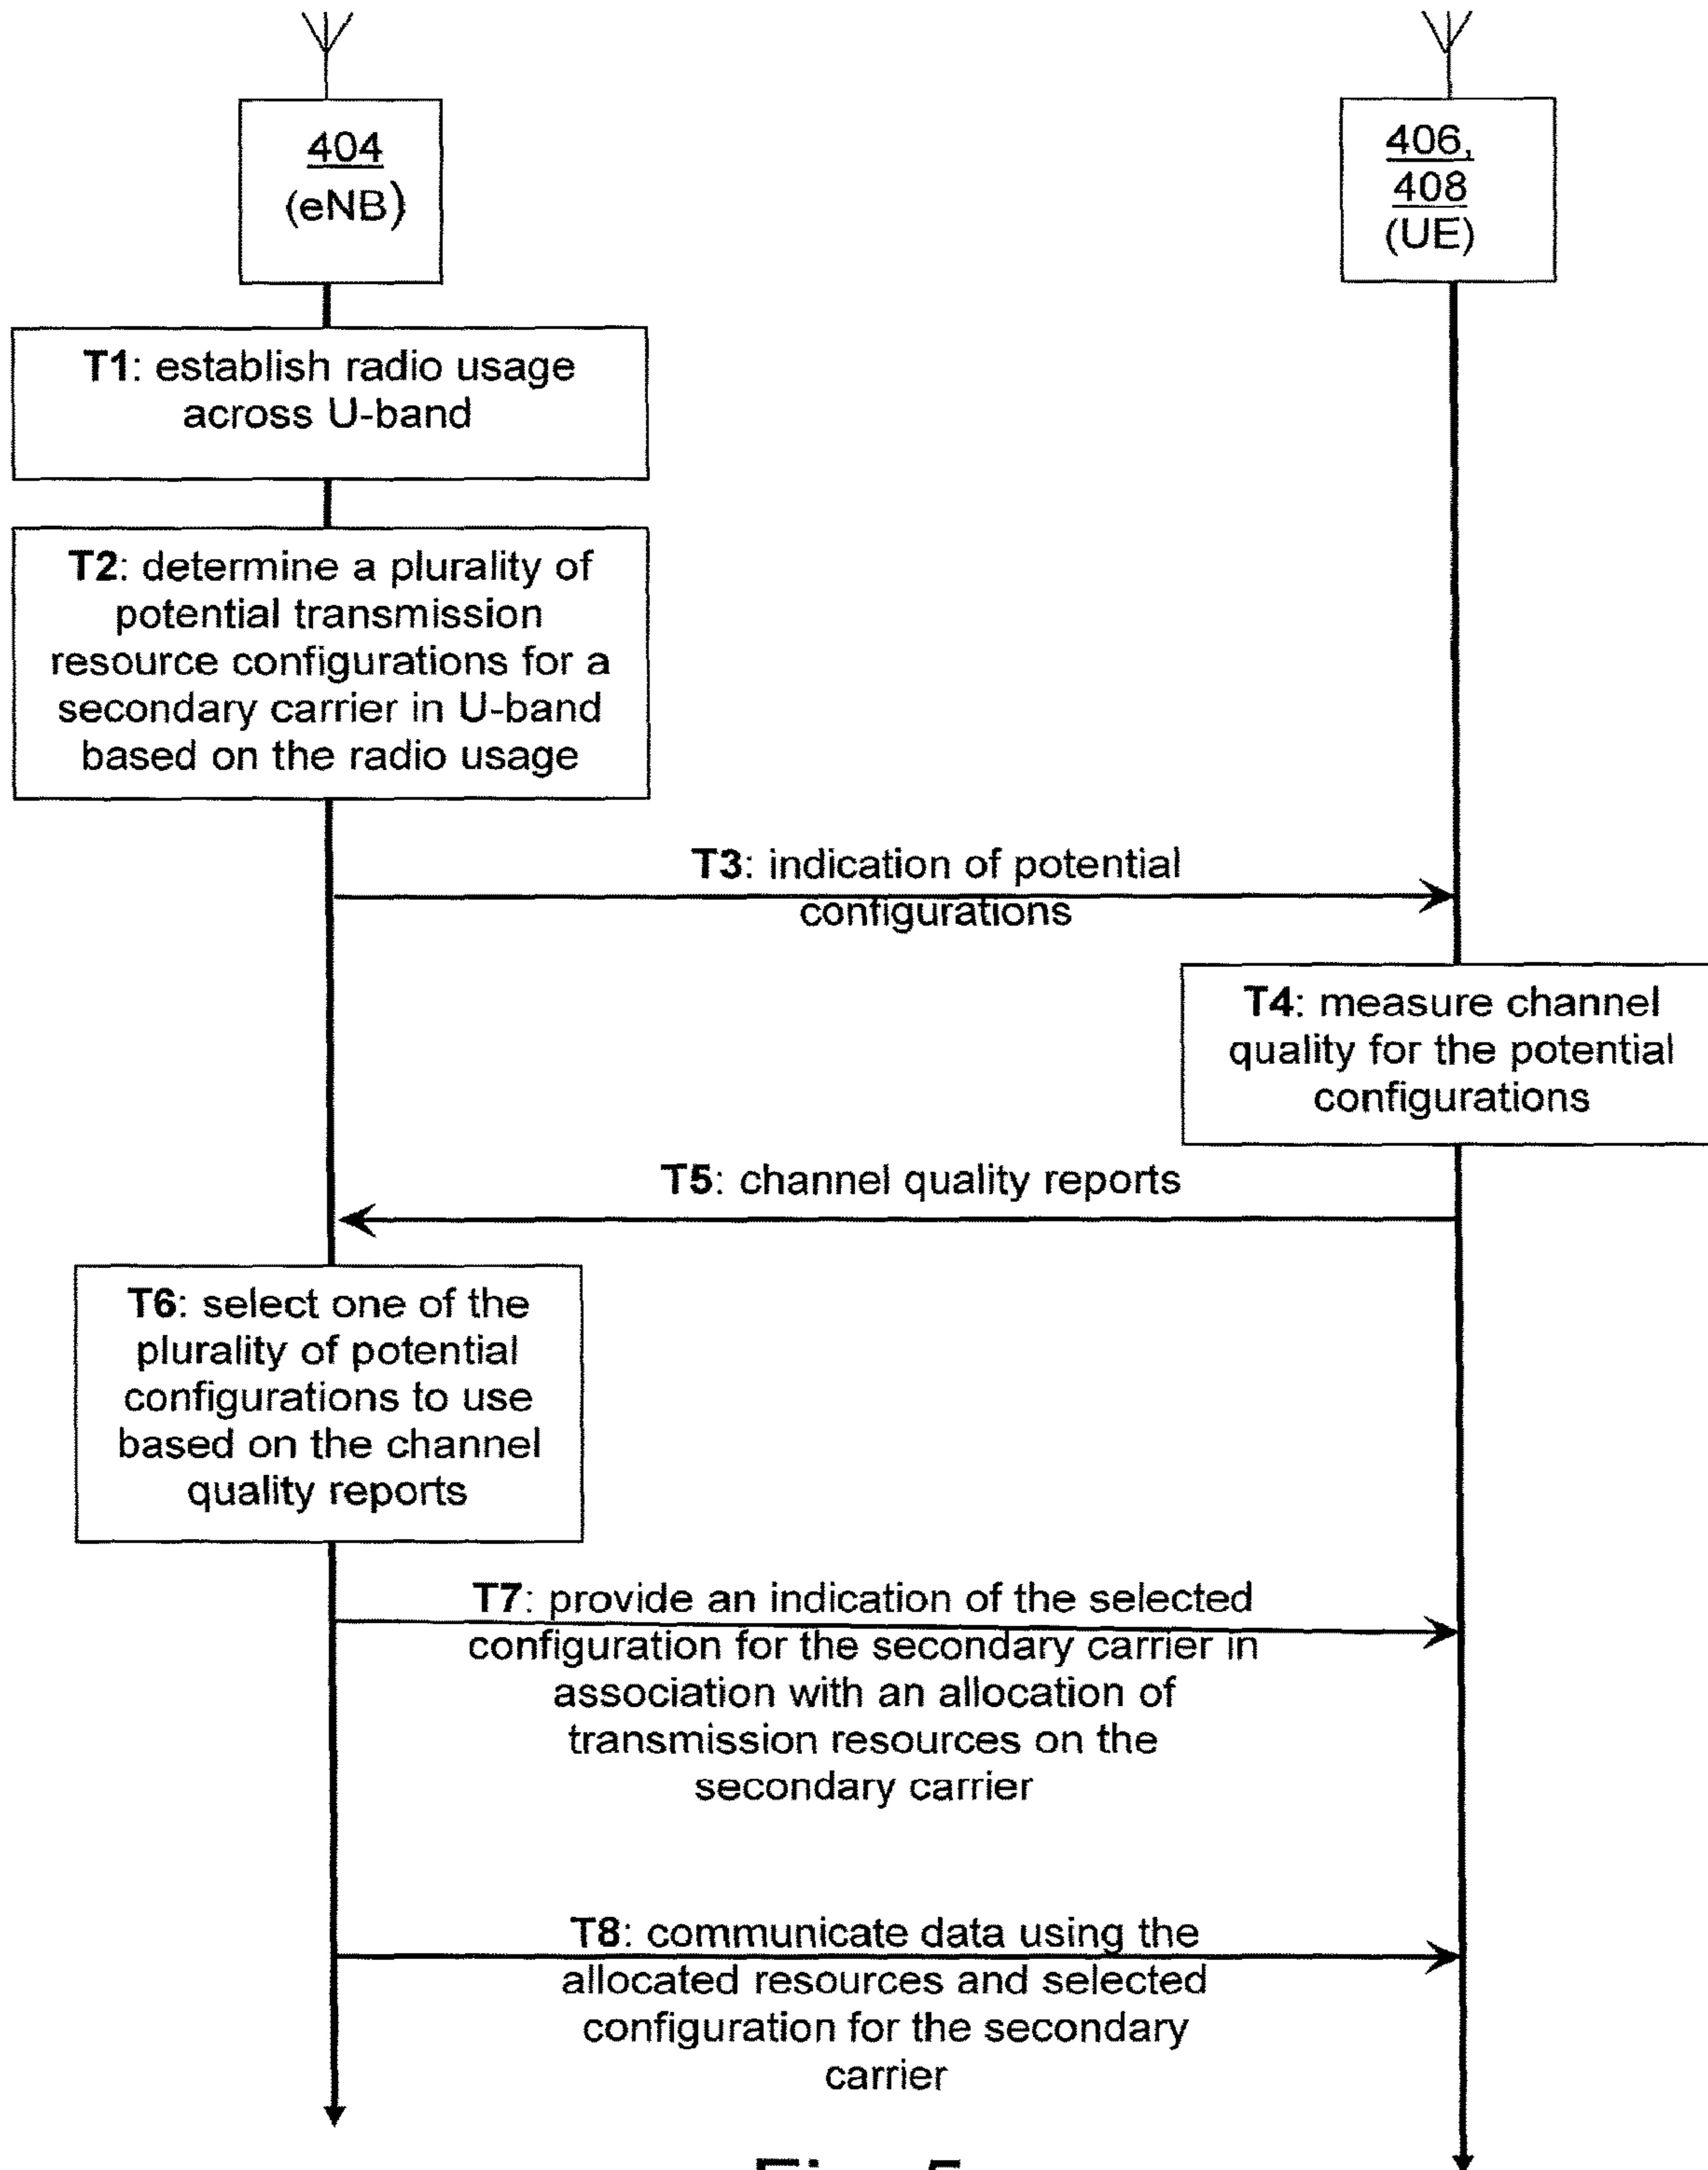 404
(eNB)
406,
408
(UE)
T1: establish radio usage
across U-band
T2: determine a plurality of
potential transmission
resource configurations for a
secondary carrier in U-band
based on the radio usage
T3: indication of potential
configurations
T4: measure channel
quality for the potential
configurations
T5: channel quality reports
T6: select one of the
plurality of potential
configurations to use
based on the channel
quality reports
T7: provide an indication of the selected
configuration for the secondary carrier in
association with an allocation of
transmission resources on the
secondary carrier
T8: communicate data using the
allocated resources and selected
configuration for the secondary
carrier